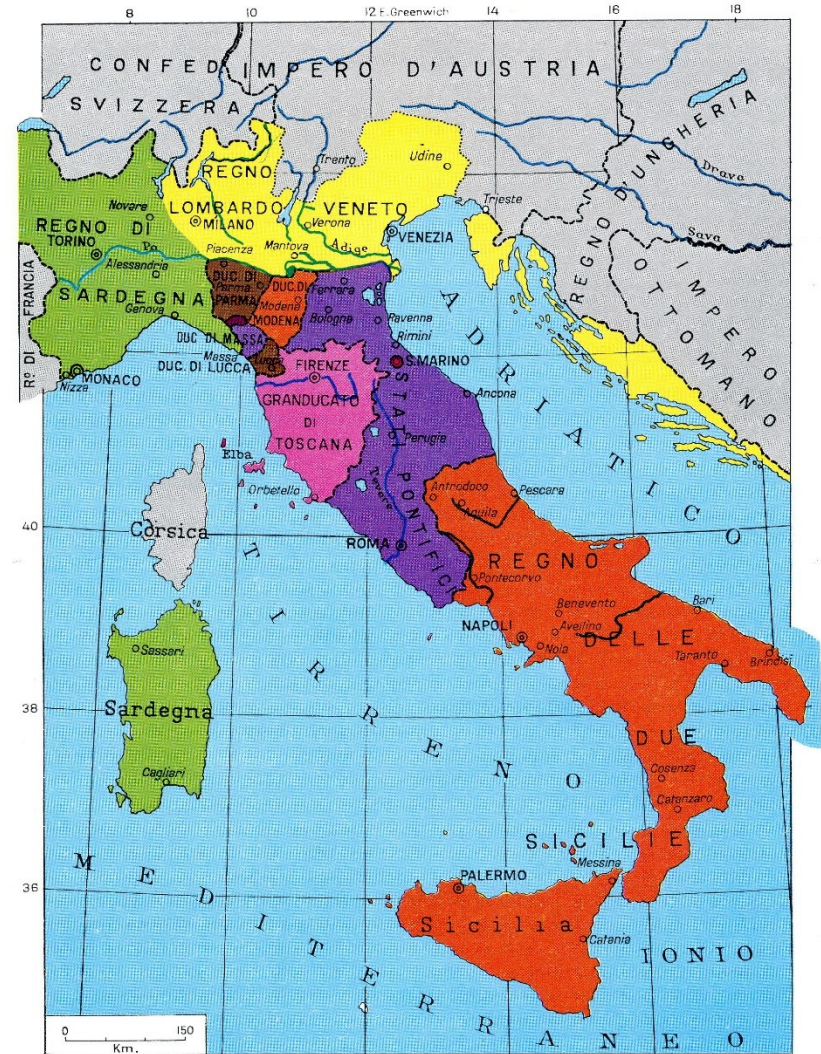 8 10 12 E.Greenwich 14 16 18
CONFED.
SVIZZERA
IMPERO D'AUSTRIA
REGNO D'UNGHERIA
Drava
Sava
IMPERO
OTTOMANO
Trento
Udine
Trieste
REGNO
LOMBARDO
VENETO
MILANO
Verona
VENEZIA
Adige
Mantova
Novare
REGNO DI
TORINO
Po
Piacenza
Alessandria
SARDEGNA
Genova
Rº. DI FRANCIA
MONACO
Nizza
DUC. DI
Parma
PARMA
DUC. DI
Modena
MODENA
Ferrara
Bologna
Ravenna
Rimini
DUC DI MASSA
Massa
Lucca
DUC. DI LUCCA
FIRENZE
GRANDUCATO
DI
TOSCANA
S.MARINO
STATI PONTIFICI
Ancona
Perugia
Tevere
Elba
Orbetello
ROMA
ADRIATICO
Antrodoco
Aquila
Pescara
Corsica
40
REGNO
Pontecorvo
Benevento
Bari
NAPOLI
Avellino
Nola
DELLE
Taranto
Brindisi
Sassari
38
Sardegna
Cagliari
TIRRENO
DUE
Cosenza
Catanzaro
SICILIE
Messina
36
PALERMO
Sicilia
Catania
IONIO
MEDITERRANEO
0 150
Km.